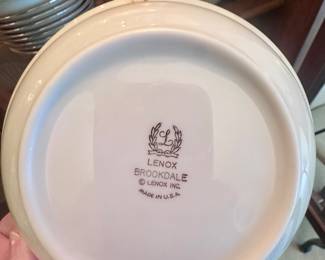 L
LENOX
BROOKDALE
© LENOX INC.
MADE IN U.S.A.